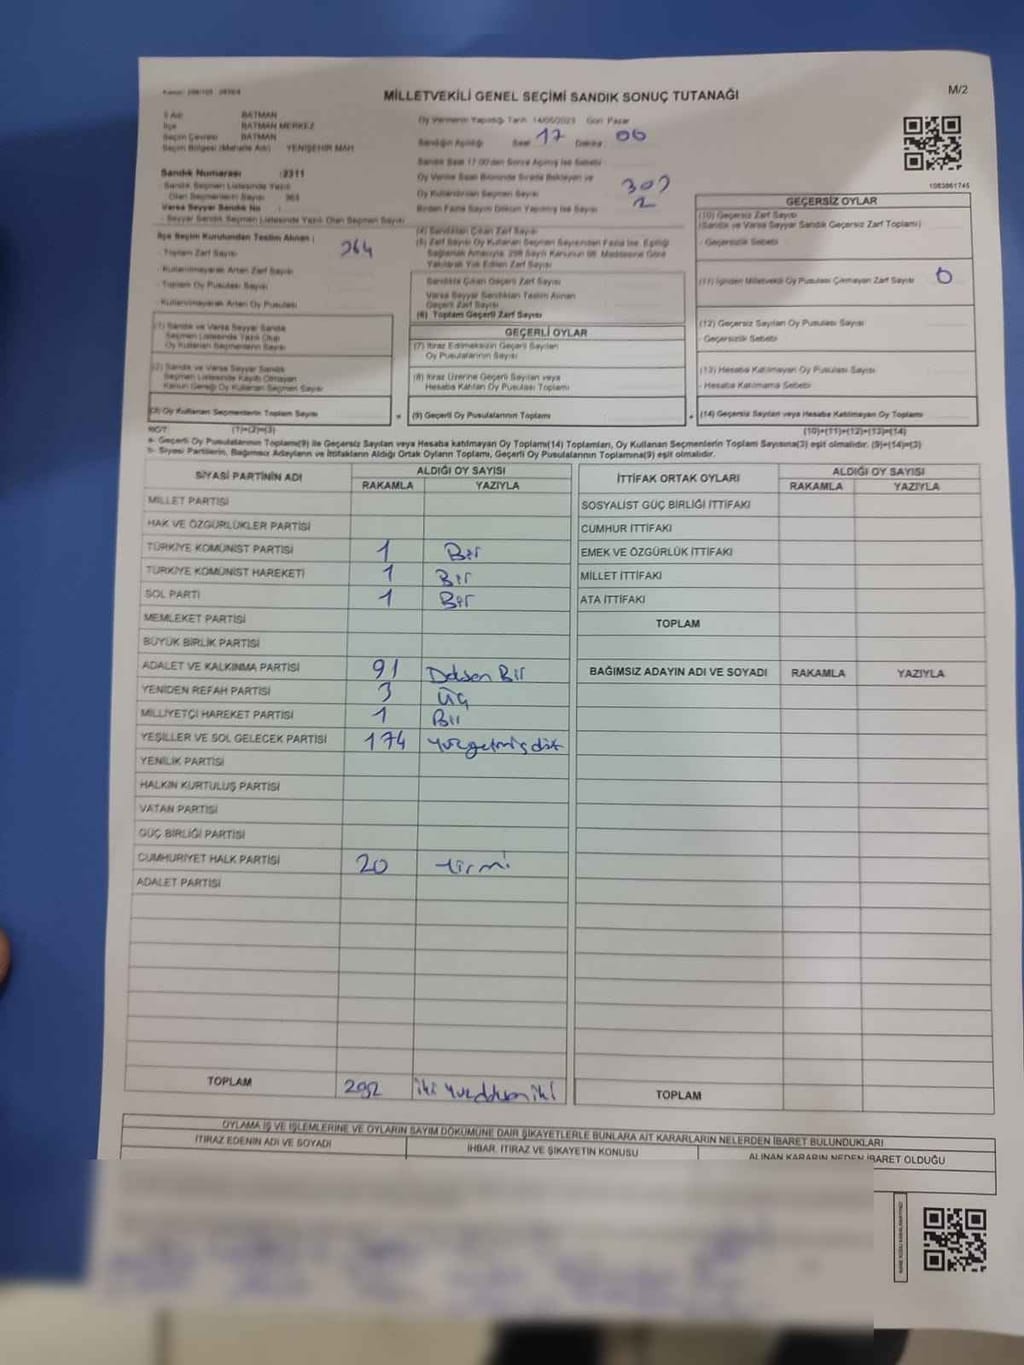 M/2
MİLLETVEKİLİ GENEL SEÇİMİ SANDIK SONUÇ TUTANAĞI
İl Adı BATMAN
İlçe BATMAN MERKEZ
Seçim Çevresi BATMAN
Seçim Bölgesi (Mahalle Adı) YENİŞEHİR MAH
Sandık Numarası :2311
Sandık Seçmen Listesinde Yazılı
Olan Seçmenlerin Sayısı
Varsa Seyyar Sandık No
Seyyar Sandık Seçmen Listesinde Yazılı Olan Seçmen Sayısı
İlçe Seçim Kurulundan Teslim Alınan :
Toplam Zarf Sayısı 364
Kullanılmayarak Artan Zarf Sayısı
Toplam Oy Pusulası Sayısı
Kullanılmayarak Artan Oy Pusulası
(1) Sandık ve Varsa Seyyar Sandık
Seçmen Listesinde Yazılı Olup
Oy Kullanan Seçmenlerin Sayısı
(2) Sandık ve Varsa Seyyar Sandık
Seçmen Listesinde Kayıtlı Olmayan
Kanun Gereği Oy Kullanan Seçmen Sayısı
(3) Oy Kullanan Seçmenlerin Toplam Sayısı
(1)+(2)=(3)
Oy Vermenin Yapıldığı Tarih 14/05/2023 Gün Pazar
Sandığın Açıldığı Saat 17 Dakika 06
Sandık Saat 17:00'den Sonra Açılmış İse Sebebi
Oy Verme Saati Bitiminde Sırada Bekleyen ve
Oy Kullandırılan Seçmen Sayısı
Birden Fazla Sayım Döküm Yapılmış İse Sayısı
(4) Sandıktan Çıkan Zarf Sayısı
(5) Zarf Sayısı Oy Kullanan Seçmen Sayısından Fazla İse, Eşitliği
Sağlamak Amacıyla, 298 Sayılı Kanunun 98. Maddesine Göre
Yakılarak Yok Edilen Zarf Sayısı
Sandıkta Çıkan Geçerli Zarf Sayısı
Varsa Seyyar Sandıktan Teslim Alınan
Geçerli Zarf Sayısı
(6) Toplam Geçerli Zarf Sayısı
GEÇERLİ OYLAR
(7) İtiraz Edilmeksizin Geçerli Sayılan
Oy Pusulalarının Sayısı
(8) İtiraz Üzerine Geçerli Sayılan veya
Hesaba Katılan Oy Pusulası Toplamı
= (9) Geçerli Oy Pusulalarının Toplamı
1083861745
GEÇERSİZ OYLAR
(10) Geçersiz Zarf Sayısı
(Sandık ve Varsa Seyyar Sandık Geçersiz Zarf Toplamı)
- Geçersizlik Sebebi
(11) İçinden Milletvekili Oy Pusulası Çıkmayan Zarf Sayısı 0
(12) Geçersiz Sayılan Oy Pusulası Sayısı
- Geçersizlik Sebebi
(13) Hesaba Katılmayan Oy Pusulası Sayısı
- Hesaba Katılmama Sebebi
+ (14) Geçersiz Sayılan veya Hesaba Katılmayan Oy Toplamı
(10)+(11)+(12)+(13)=(14)
NOT
a- Geçerli Oy Pusulalarının Toplamı(9) ile Geçersiz Sayılan veya Hesaba katılmayan Oy Toplamı(14) Toplamları, Oy Kullanan Seçmenlerin Toplam Sayısına(3) eşit olmalıdır. (9)+(14)=(3)
b- Siyasi Partilerin, Bağımsız Adayların ve İttifakların Aldığı Ortak Oyların Toplamı, Geçerli Oy Pusulalarının Toplamına(9) eşit olmalıdır.
SİYASİ PARTİNİN ADI ALDIĞI OY SAYISI
RAKAMLA YAZIYLA
MİLLET PARTİSİ
HAK VE ÖZGÜRLÜKLER PARTİSİ
TÜRKİYE KOMÜNİST PARTİSİ 1 Bir
TÜRKİYE KOMÜNİST HAREKETİ 1 Bir
SOL PARTİ 1 Bir
MEMLEKET PARTİSİ
BÜYÜK BİRLİK PARTİSİ
ADALET VE KALKINMA PARTİSİ 91 Doksan Bir
YENİDEN REFAH PARTİSİ 3 Üç
MİLLİYETÇİ HAREKET PARTİSİ 1 Bir
YEŞİLLER VE SOL GELECEK PARTİSİ 174
YENİLİK PARTİSİ
HALKIN KURTULUŞ PARTİSİ
VATAN PARTİSİ
GÜÇ BİRLİĞİ PARTİSİ
CUMHURİYET HALK PARTİSİ 20 Yirmi
ADALET PARTİSİ
TOPLAM 292
İTTİFAK ORTAK OYLARI ALDIĞI OY SAYISI
RAKAMLA YAZIYLA
SOSYALİST GÜÇ BİRLİĞİ İTTİFAKI
CUMHUR İTTİFAKI
EMEK VE ÖZGÜRLÜK İTTİFAKI
MİLLET İTTİFAKI
ATA İTTİFAKI
TOPLAM
BAĞIMSIZ ADAYIN ADI VE SOYADI RAKAMLA YAZIYLA
TOPLAM
OYLAMA İŞ VE İŞLEMLERİNE VE OYLARIN SAYIM DÖKÜMÜNE DAİR ŞİKAYETLERLE BUNLARA AİT KARARLARIN NELERDEN İBARET BULUNDUKLARI
İTİRAZ EDENİN ADI VE SOYADI İHBAR, İTİRAZ VE ŞİKAYETİN KONUSU ALINAN KARARIN NEDEN İBARET OLDUĞU